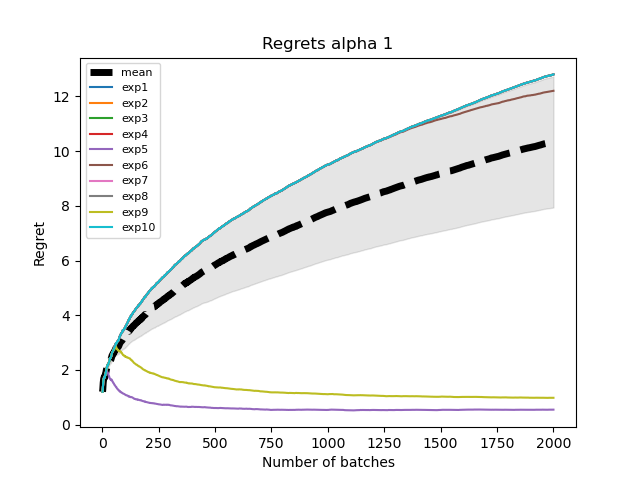 Regrets alpha 1
mean
exp1
exp2
exp3
exp4
exp5
exp6
exp7
exp8
exp9
exp10
Regret
12
10
8
6
4
2
0
0 250 500 750 1000 1250 1500 1750 2000
Number of batches